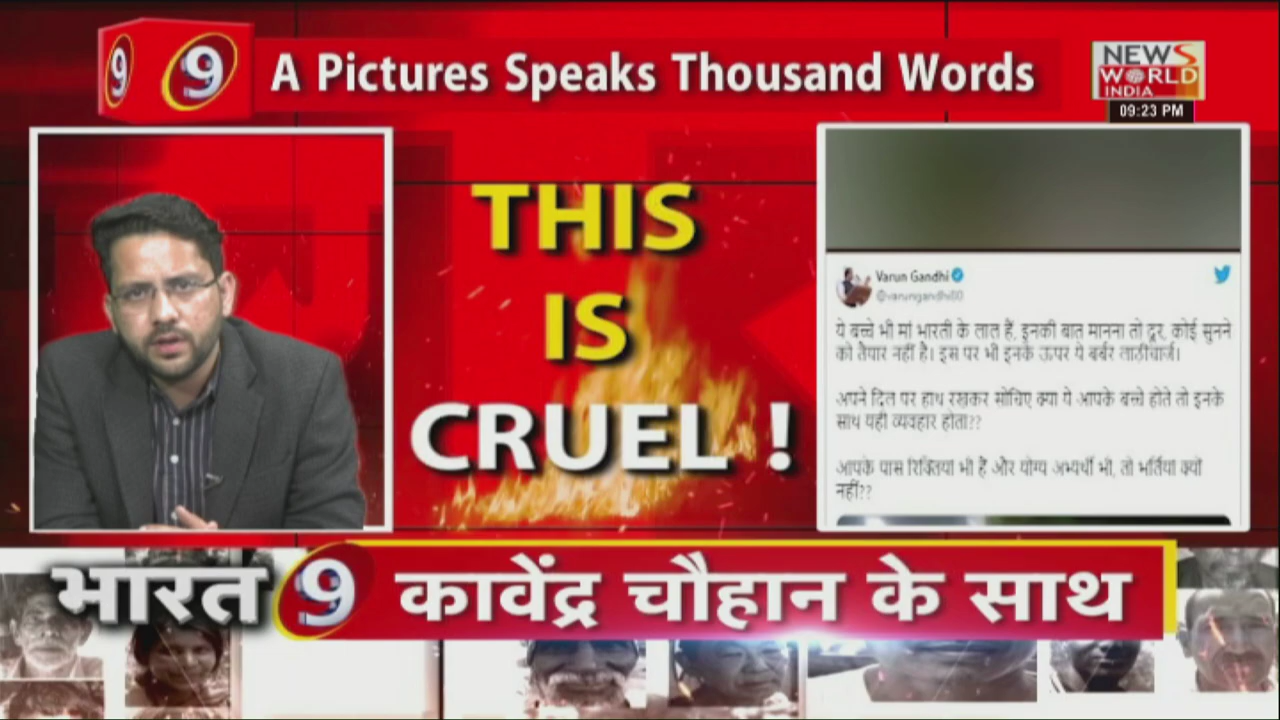 9 9 A Pictures Speaks Thousand Words
NEWS
WORLD
INDIA
09:23 PM
THIS
IS
CRUEL !
Varun Gandhi
@varungandhi80
ये बच्चे भी मां भारती के लाल हैं, इनकी बात मानना तो दूर, कोई सुनने
को तैयार नहीं है। इस पर भी इनके ऊपर ये बर्बर लाठीचार्ज।
अपने दिल पर हाथ रखकर सोचिए क्या ये आपके बच्चे होते तो इनके
साथ यही व्यवहार होता??
आपके पास रिक्तियां भी हैं और योग्य अभ्यर्थी भी, तो भर्तियां क्यों
नहीं??
भारत 9 कावेंद्र चौहान के साथ